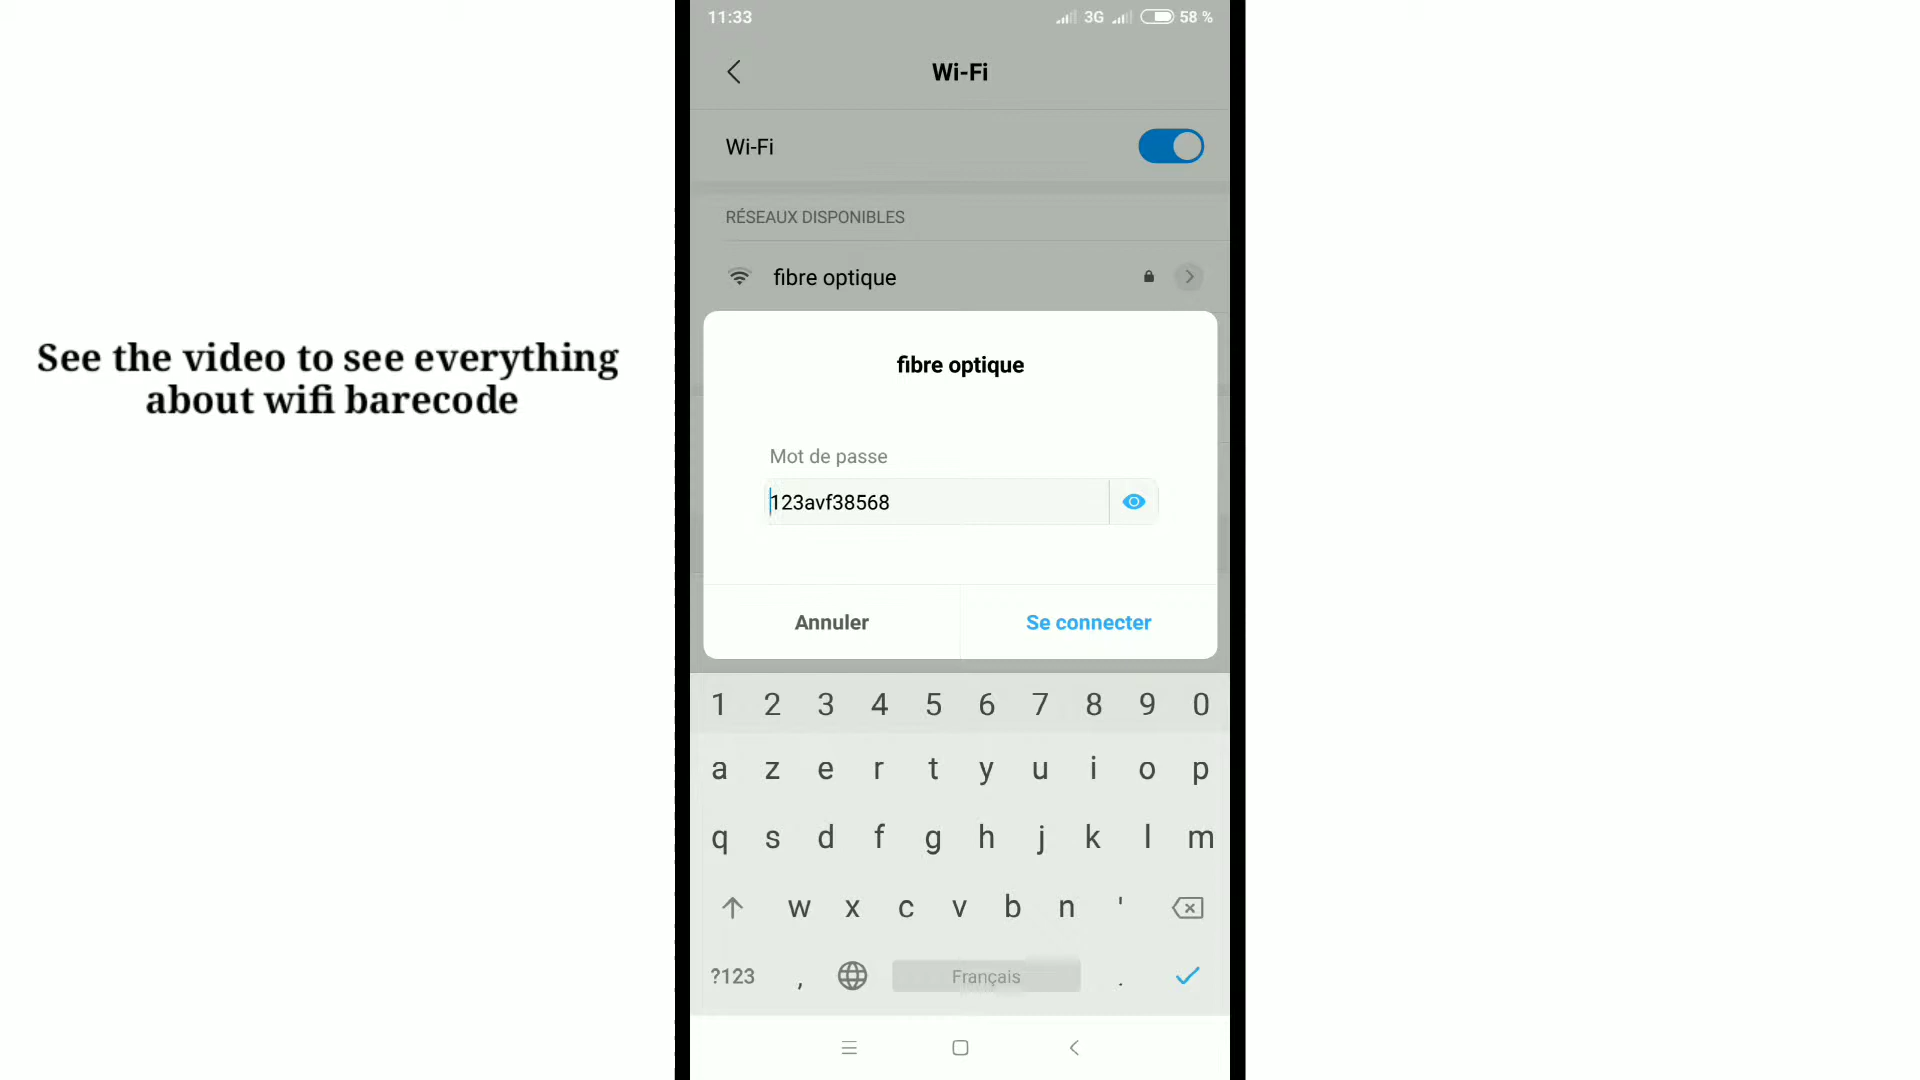 11:33
3G
58 %
Wi-Fi
Wi-Fi
RÉSEAUX DISPONIBLES
fibre optique
See the video to see everything
about wifi barecode
fibre optique
Mot de passe
123avf38568
Annuler
Se connecter
1 2 3 4 5 6 7 8 9 0
a z e r t y u i o p
q s d f g h j k l m
w x c v b n '
?123 , Français .